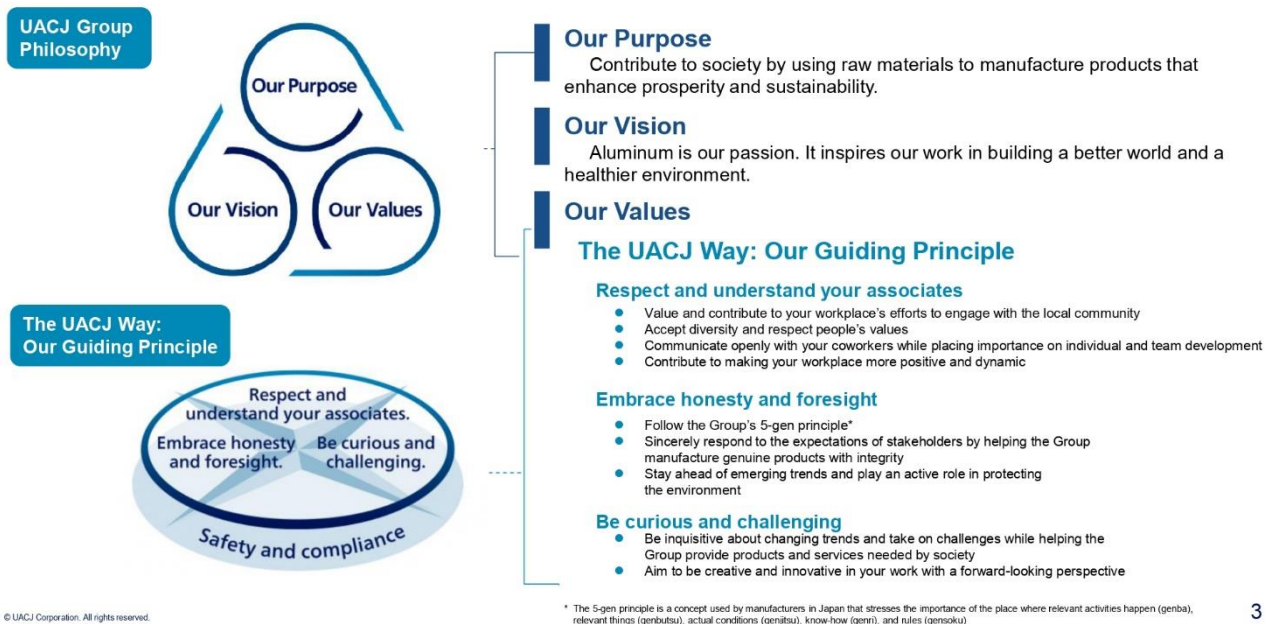 UACJ Group
Philosophy
Our Purpose
Our Vision
Our Values
Our Purpose
Contribute to society by using raw materials to manufacture products that
enhance prosperity and sustainability.
Our Vision
Aluminum is our passion. It inspires our work in building a better world and a
healthier environment.
Our Values
The UACJ Way: Our Guiding Principle
Respect and understand your associates
● Value and contribute to your workplace's efforts to engage with the local community
● Accept diversity and respect people's values
● Communicate openly with your coworkers while placing importance on individual and team development
● Contribute to making your workplace more positive and dynamic
Embrace honesty and foresight
● Follow the Group's 5-gen principle*
● Sincerely respond to the expectations of stakeholders by helping the Group
manufacture genuine products with integrity
● Stay ahead of emerging trends and play an active role in protecting
the environment
Be curious and challenging
● Be inquisitive about changing trends and take on challenges while helping the
Group provide products and services needed by society
● Aim to be creative and innovative in your work with a forward-looking perspective
The UACJ Way:
Our Guiding Principle
Respect and
understand your associates.
Embrace honesty
and foresight.
Be curious and
challenging.
Safety and compliance
* The 5-gen principle is a concept used by manufacturers in Japan that stresses the importance of the place where relevant activities happen (genba),
relevant things (genbutsu), actual conditions (genjitsu), know-how (genri), and rules (gensoku)
© UACJ Corporation. All rights reserved.
3